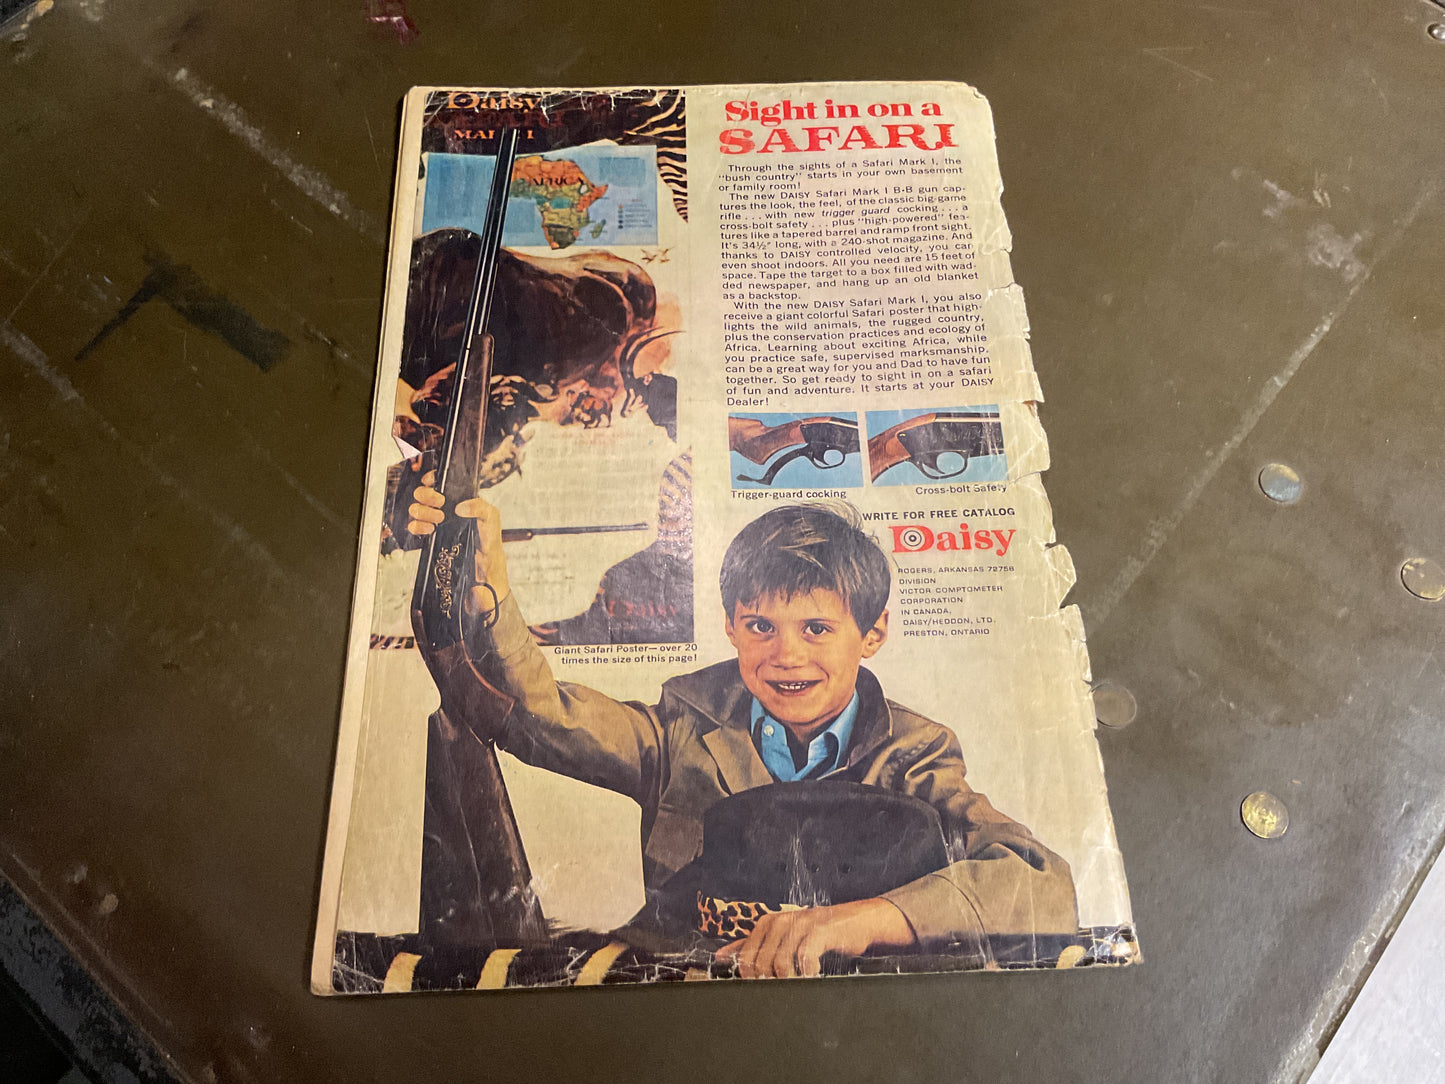 Daisy
Sight in on a
SAFARI
AFRICA
Through the sights of a Safari Mark I, the
"bush country" starts in your own basement
or family room!
The new DAISY Safari Mark I B·B gun cap-
tures the look, the feel, of the classic big-game
rifle . . . with new trigger guard cocking . . . a
cross-bolt safety . . . plus "high-powered" fea-
tures like a tapered barrel and ramp front sight.
It's 34½" long, with a 240-shot magazine. And
thanks to DAISY controlled velocity, you can
even shoot indoors. All you need are 15 feet of
space. Tape the target to a box filled with wad-
ded newspaper, and hang up an old blanket
as a backstop.
With the new DAISY Safari Mark I, you also
receive a giant colorful Safari poster that high-
lights the wild animals, the rugged country,
plus the conservation practices and ecology of
Africa. Learning about exciting Africa, while
you practice safe, supervised marksmanship,
can be a great way for you and Dad to have fun
together. So get ready to sight in on a safari
of fun and adventure. It starts at your DAISY
Dealer!
Trigger-guard cocking
Cross-bolt Safety
WRITE FOR FREE CATALOG
Daisy
ROGERS, ARKANSAS 72756
DIVISION
VICTOR COMPTOMETER
CORPORATION
IN CANADA,
DAISY/HEDDON, LTD.
PRESTON, ONTARIO
Giant Safari Poster—over 20
times the size of this page!